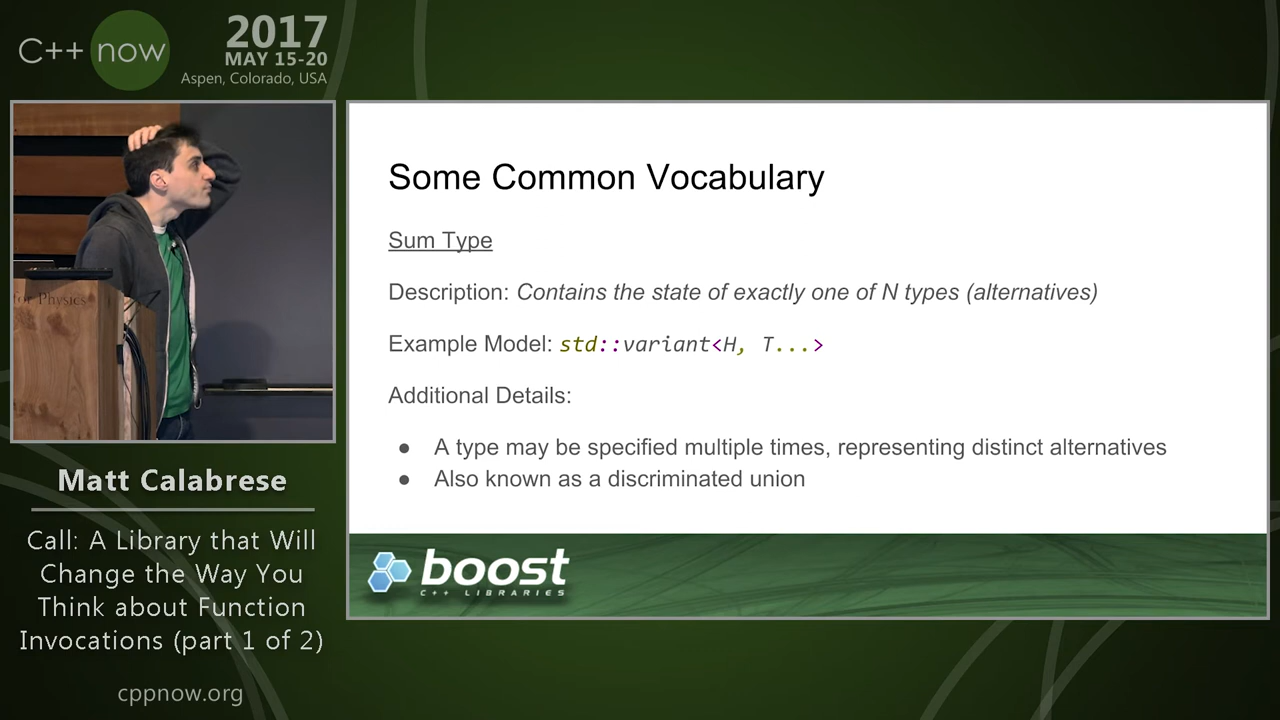 C++ now
2017
MAY 15-20
Aspen, Colorado, USA
for Physics
Matt Calabrese
Call: A Library that Will
Change the Way You
Think about Function
Invocations (part 1 of 2)
cppnow.org
Some Common Vocabulary
Sum Type
Description: Contains the state of exactly one of N types (alternatives)
Example Model: std::variant<H, T...>
Additional Details:
● A type may be specified multiple times, representing distinct alternatives
● Also known as a discriminated union
boost
C++ LIBRARIES